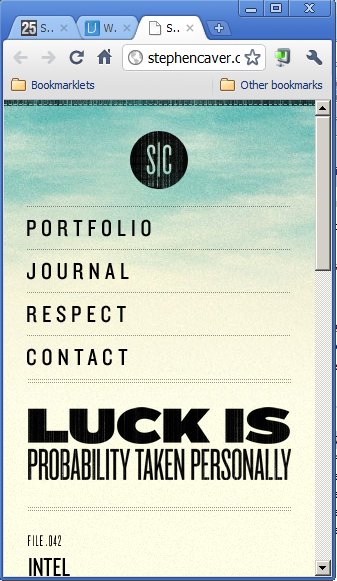 25 S..
U W..
S..
stephencaver.c
Bookmarklets
Other bookmarks
S|C
PORTFOLIO
JOURNAL
RESPECT
CONTACT
LUCK IS
PROBABILITY TAKEN PERSONALLY
FILE.042
INTEL